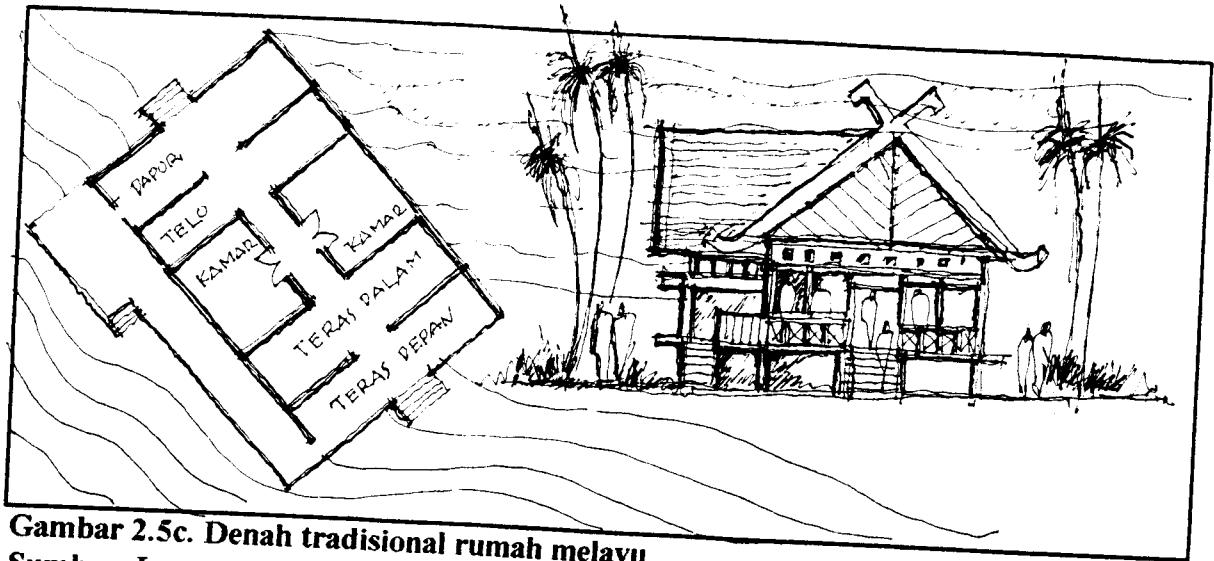 DAPUR
TELO
KAMAR
KAMAR
TERAS DALAM
TERAS DEPAN
Gambar 2.5c. Denah tradisional rumah melayu